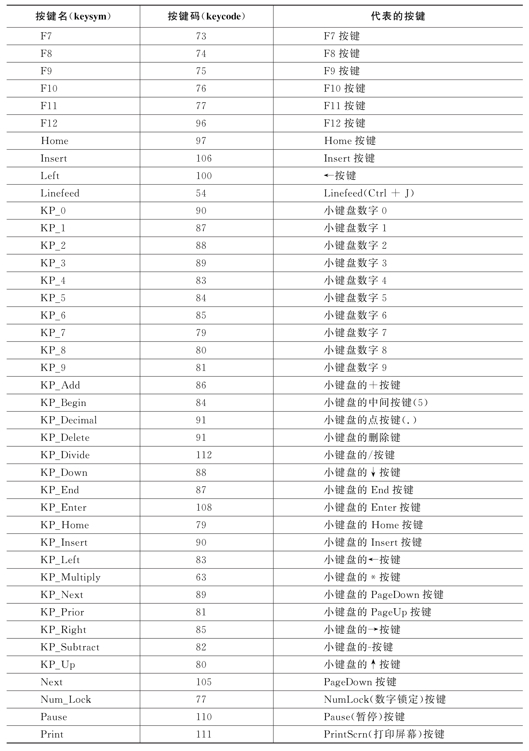 按键名(keysym) 按键码(keycode) 代表的按键
F7 73 F7 按键
F8 74 F8 按键
F9 75 F9 按键
F10 76 F10 按键
F11 77 F11 按键
F12 96 F12 按键
Home 97 Home 按键
Insert 106 Insert 按键
Left 100 ←按键
Linefeed 54 Linefeed(Ctrl + J)
KP_0 90 小键盘数字 0
KP_1 87 小键盘数字 1
KP_2 88 小键盘数字 2
KP_3 89 小键盘数字 3
KP_4 83 小键盘数字 4
KP_5 84 小键盘数字 5
KP_6 85 小键盘数字 6
KP_7 79 小键盘数字 7
KP_8 80 小键盘数字 8
KP_9 81 小键盘数字 9
KP_Add 86 小键盘的+按键
KP_Begin 84 小键盘的中间按键(5)
KP_Decimal 91 小键盘的点按键(.)
KP_Delete 91 小键盘的删除键
KP_Divide 112 小键盘的/按键
KP_Down 88 小键盘的↓按键
KP_End 87 小键盘的 End 按键
KP_Enter 108 小键盘的 Enter 按键
KP_Home 79 小键盘的 Home 按键
KP_Insert 90 小键盘的 Insert 按键
KP_Left 83 小键盘的←按键
KP_Multiply 63 小键盘的 * 按键
KP_Next 89 小键盘的 PageDown 按键
KP_Prior 81 小键盘的 PageUp 按键
KP_Right 85 小键盘的→按键
KP_Subtract 82 小键盘的-按键
KP_Up 80 小键盘的↑按键
Next 105 PageDown 按键
Num_Lock 77 NumLock(数字锁定)按键
Pause 110 Pause(暂停)按键
Print 111 PrintScrn(打印屏幕)按键